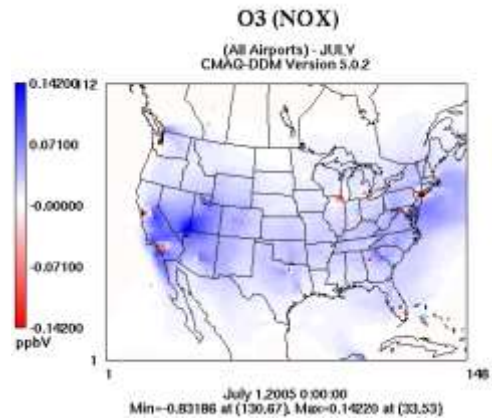 O3 (NOX)
(All Airports) - JULY
CMAQ-DDM Version 5.0.2
0.14200
112
0.07100
-0.00000
-0.07100
-0.14200
ppbV
1
1
148
July 1,2005 0:00:00
Min=-0.83186 at (130,67), Max=0.14220 at (33,53)